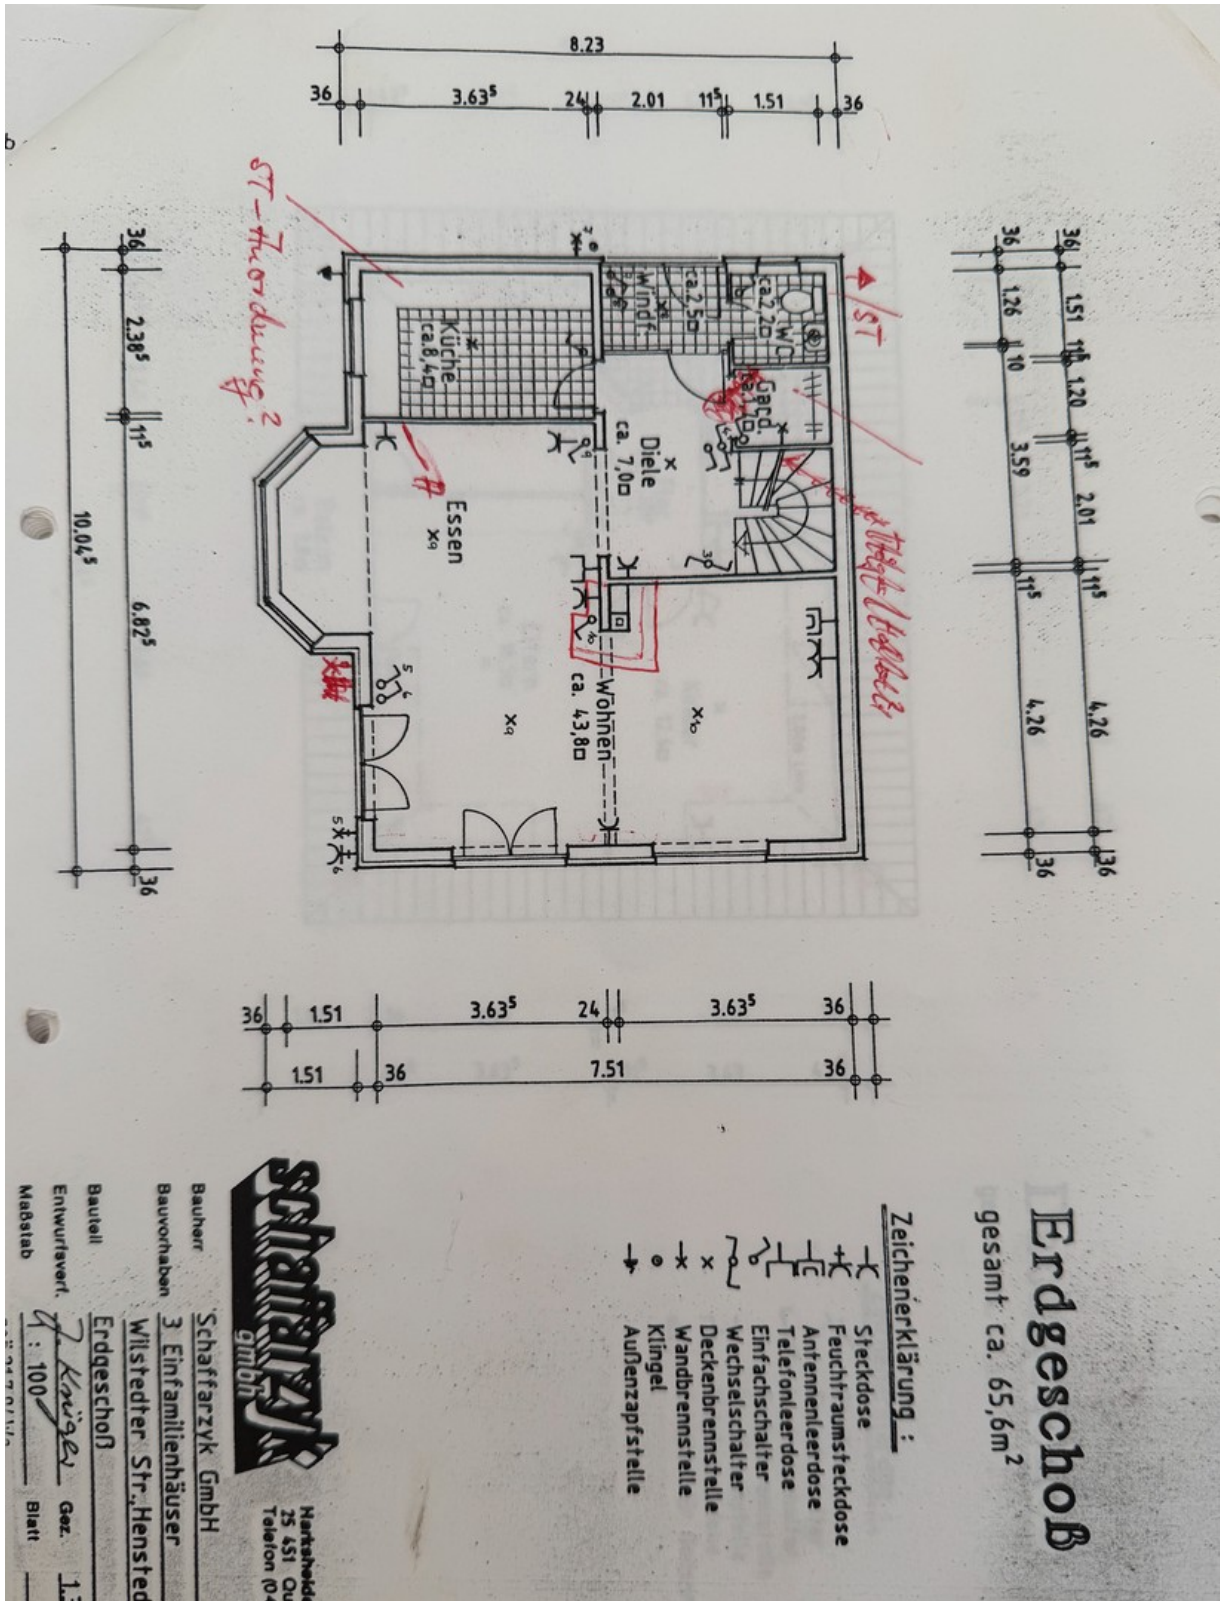 Erdgeschoß
gesamt ca. 65,6m²
Zeichenerklärung :
Steckdose
Feuchtraumsteckdose
Antennenleerdose
Telefonleerdose
Einfachschalter
Wechselschalter
Deckenbrennstelle
Wandbrennstelle
Klingel
Außenzapfstelle
36 1.51 11⁵ 1.20 11⁵ 2.01 11⁵ 4.26 36
36 1.26 10 3.59 11⁵ 4.26 36
8.23
36 3.63⁵ 24 2.01 11⁵ 1.51 36
ST
WC
ca.2,2□
Windf.
ca.2,5□
Gard.
Diele
ca. 7,0□
Küche
ca.8,4□
Essen
Wohnen
ca. 43,8□
ST-
36 1.51 3.63⁵ 24 3.63⁵ 36
1.51 36 7.51 36
36 2.38⁵ 11⁵ 6.82⁵ 36
10.04⁵
schaffarzyk
gmbh
25 451
Telefon (04
Bauherr Schaffarzyk GmbH
Bauvorhaben 3 Einfamilienhäuser
Wilstedter Str.,Hensted
Bauteil Erdgeschoß
Entwurfsverf. Gez.
Maßstab 1 : 100 Blatt